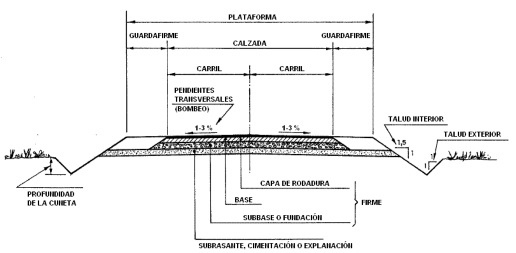 PLATAFORMA
GUARDAFIRME
GUARDAFIRME
CALZADA
CARRIL
CARRIL
PENDIENTES
TRANSVERSALES
(BOMBEO)
1-3 %
1-3 %
TALUD INTERIOR
TALUD EXTERIOR
1,5
1
1
1
PROFUNDIDAD
DE LA CUNETA
CAPA DE RODADURA
BASE
FIRME
SUBBASE O FUNDACIÓN
SUBRASANTE, CIMENTACIÓN O EXPLANACIÓN